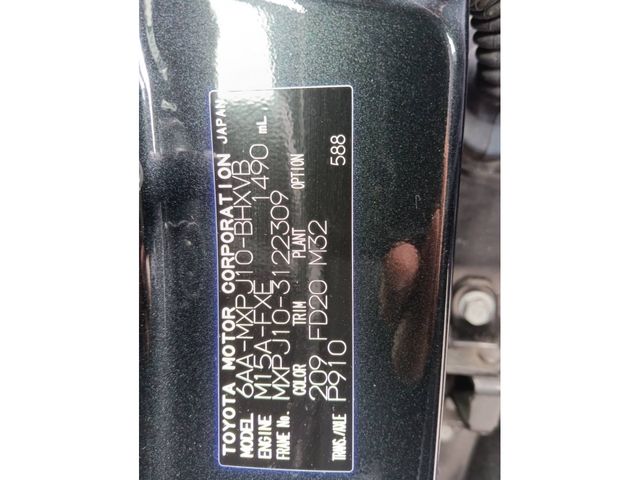 TOYOTA MOTOR CORPORATION JAPAN
MODEL 6AA-MXPJ10-BHXVB
ENGINE M15A-FXE 1490 mL
FRAME No. MXPJ10-3122309
COLOR TRIM PLANT OPTION
209 FD20 M32
TRANS./AXLE P910 588